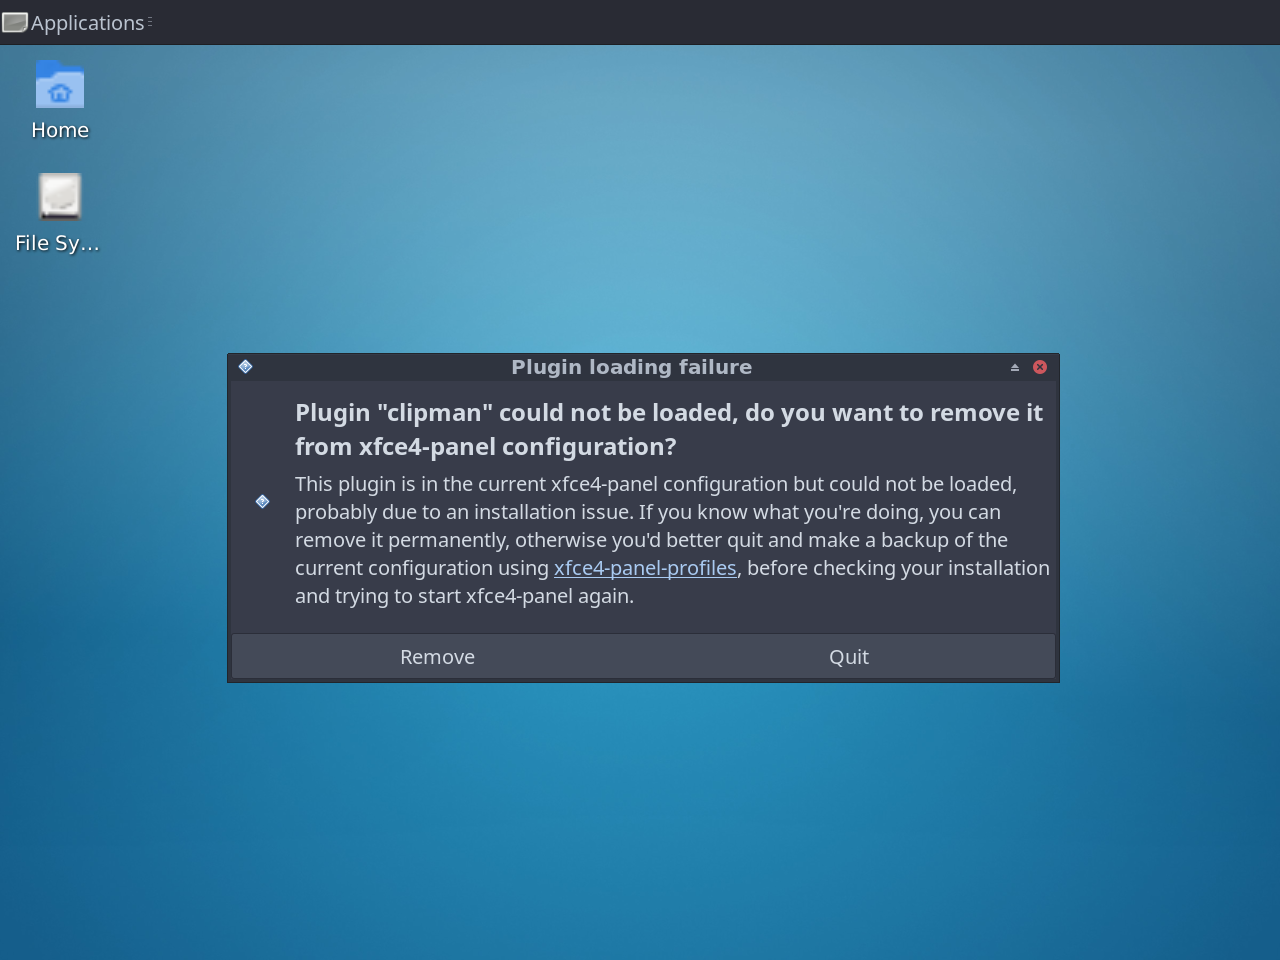 Applications
Home
File Sy...
Plugin loading failure
Plugin "clipman" could not be loaded, do you want to remove it
from xfce4-panel configuration?
This plugin is in the current xfce4-panel configuration but could not be loaded,
probably due to an installation issue. If you know what you're doing, you can
remove it permanently, otherwise you'd better quit and make a backup of the
current configuration using xfce4-panel-profiles, before checking your installation
and trying to start xfce4-panel again.
Remove
Quit